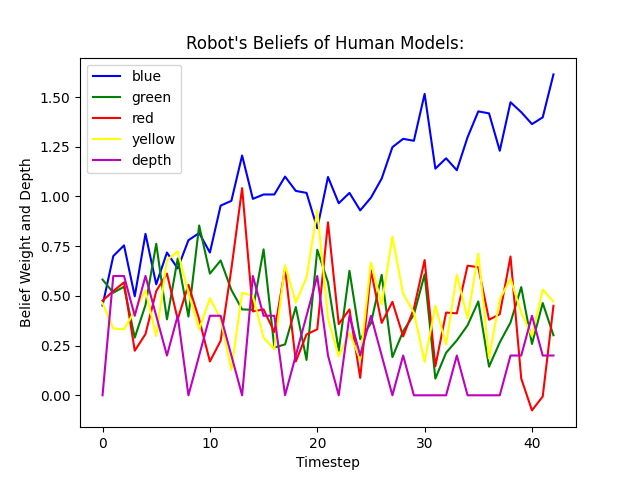 Robot's Beliefs of Human Models:
blue
green
red
yellow
depth
Belief Weight and Depth
1.50
1.25
1.00
0.75
0.50
0.25
0.00
0
10
20
30
40
Timestep